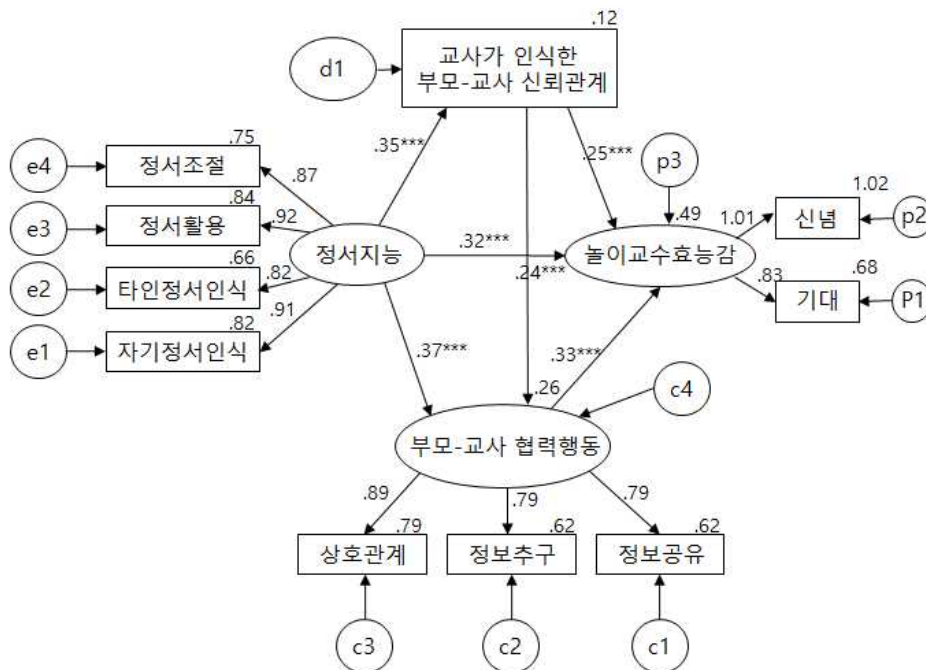 .12
교사가 인식한
부모-교사 신뢰관계
d1
.75
.35***
.25***
p3
e4
정서조절
.87
1.02
.84
.49
1.01
신념
p2
e3
정서활용
.92
정서지능
.32***
놀이교수효능감
.66
.24***
.68
e2
타인정서인식
.82
.83
기대
P1
.82
.91
e1
자기정서인식
.37***
.33***
.26
c4
부모-교사 협력행동
.89
.79
.79
.79
.62
.62
상호관계
정보추구
정보공유
c3
c2
c1